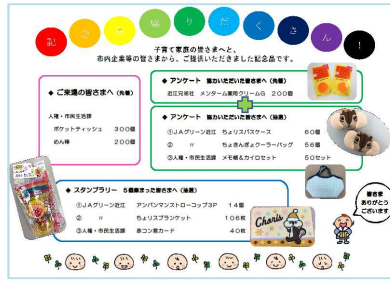 盛りだくさん！
子育て家庭の皆さまへと、
市内企業等の皆さまから、ご提供いただきました記念品です。
◆ ご来場の皆さまへ（先着）
人権・市民生活課
ポケットティッシュ 300個
めん棒 200個
◆ アンケート 協力いただいた皆さまへ（先着）
近江兄弟社 メンターム薬用クリームＧ 200個
◆ アンケート 協力いただいた皆さまへ（抽選）
①ＪＡグリーン近江 ちょリスパスケース 60個
② 〃 ちょきんぎょクーラーバッグ 56個
③人権・市民生活課 メモ帳＆カイロセット 50セット
◆ スタンプラリー 5個集まった皆さまへ（抽選）
①ＪＡグリーン近江 アンパンマンストローコップ3P 14個
② 〃 ちょリスブランケット 106枚
③人権・市民生活課 赤コン君カード 40枚
Choris
皆さま
ありがとう
ございます